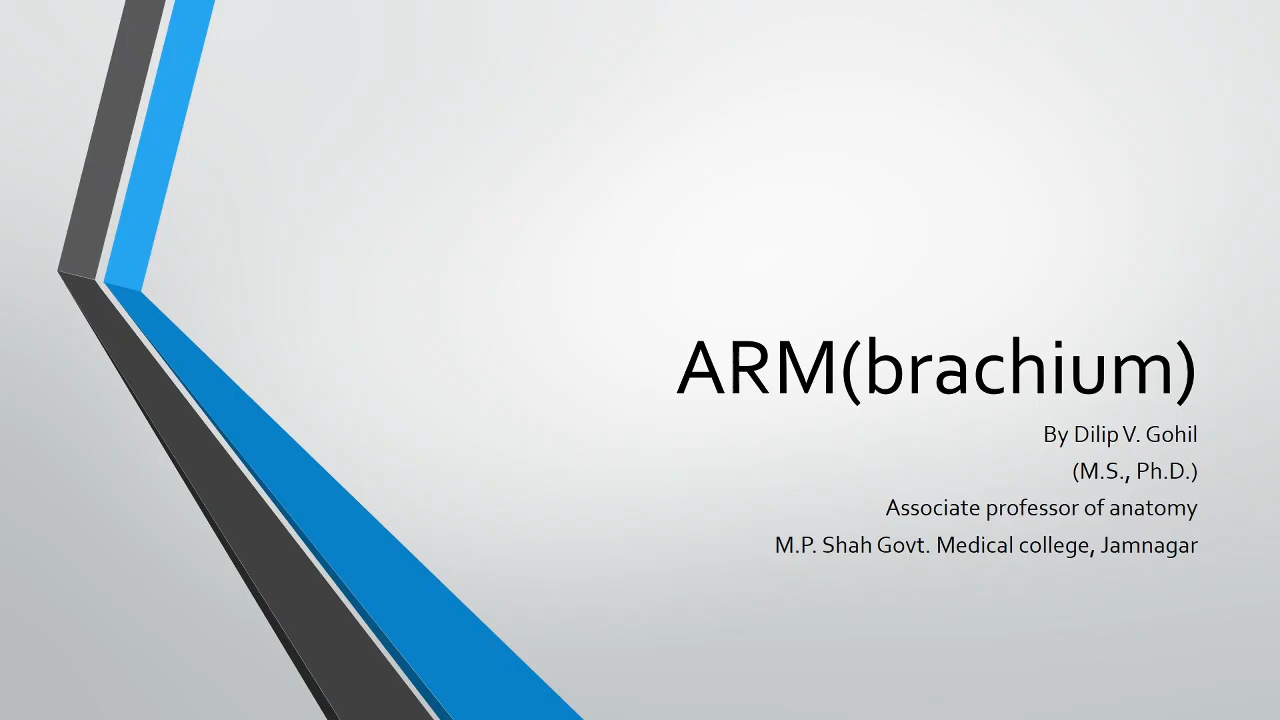 ARM(brachium)
By Dilip V. Gohil
(M.S., Ph.D.)
Associate professor of anatomy
M.P. Shah Govt. Medical college, Jamnagar